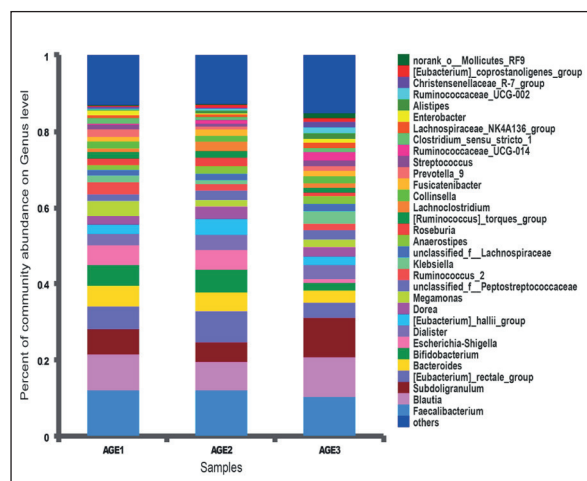 Percent of community abundance on Genus level
1
0.8
0.6
0.4
0.2
0
AGE1
AGE2
AGE3
Samples
norank_o__Mollicutes_RF9
[Eubacterium]_coprostanoligenes_group
Christensenellaceae_R-7_group
Ruminococcaceae_UCG-002
Alistipes
Enterobacter
Lachnospiraceae_NK4A136_group
Clostridium_sensu_stricto_1
Ruminococcaceae_UCG-014
Streptococcus
Prevotella_9
Fusicatenibacter
Collinsella
Lachnoclostridium
[Ruminococcus]_torques_group
Roseburia
Anaerostipes
unclassified_f__Lachnospiraceae
Klebsiella
Ruminococcus_2
unclassified_f__Peptostreptococcaceae
Megamonas
Dorea
[Eubacterium]_hallii_group
Dialister
Escherichia-Shigella
Bifidobacterium
Bacteroides
[Eubacterium]_rectale_group
Subdoligranulum
Blautia
Faecalibacterium
others